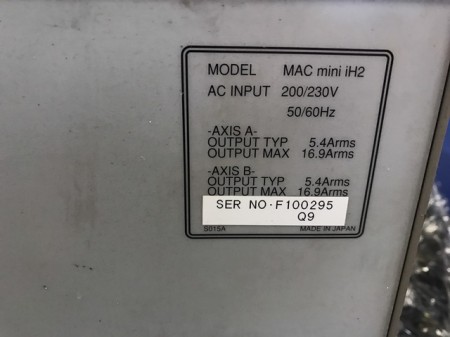 MODEL MAC mini iH2
AC INPUT 200/230V
50/60Hz
-AXIS A-
OUTPUT TYP 5.4Arms
OUTPUT MAX 16.9Arms
-AXIS B-
OUTPUT TYP 5.4Arms
OUTPUT MAX 16.9Arms
SER NO·F100295
Q9
S015A MADE IN JAPAN